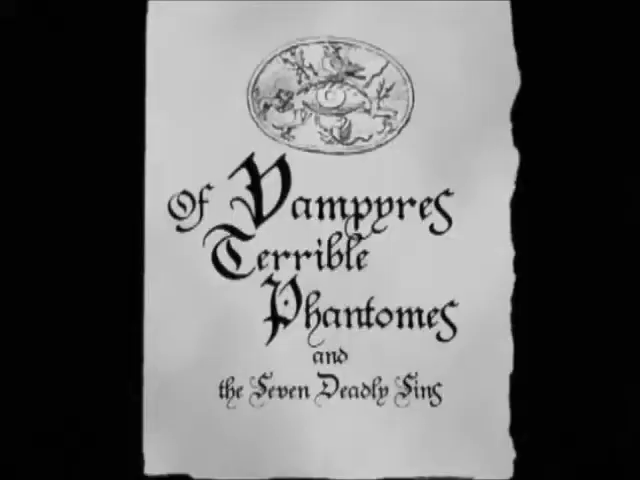 Of Vampyres
Terrible
Phantomes
and
the Seven Deadly Sins